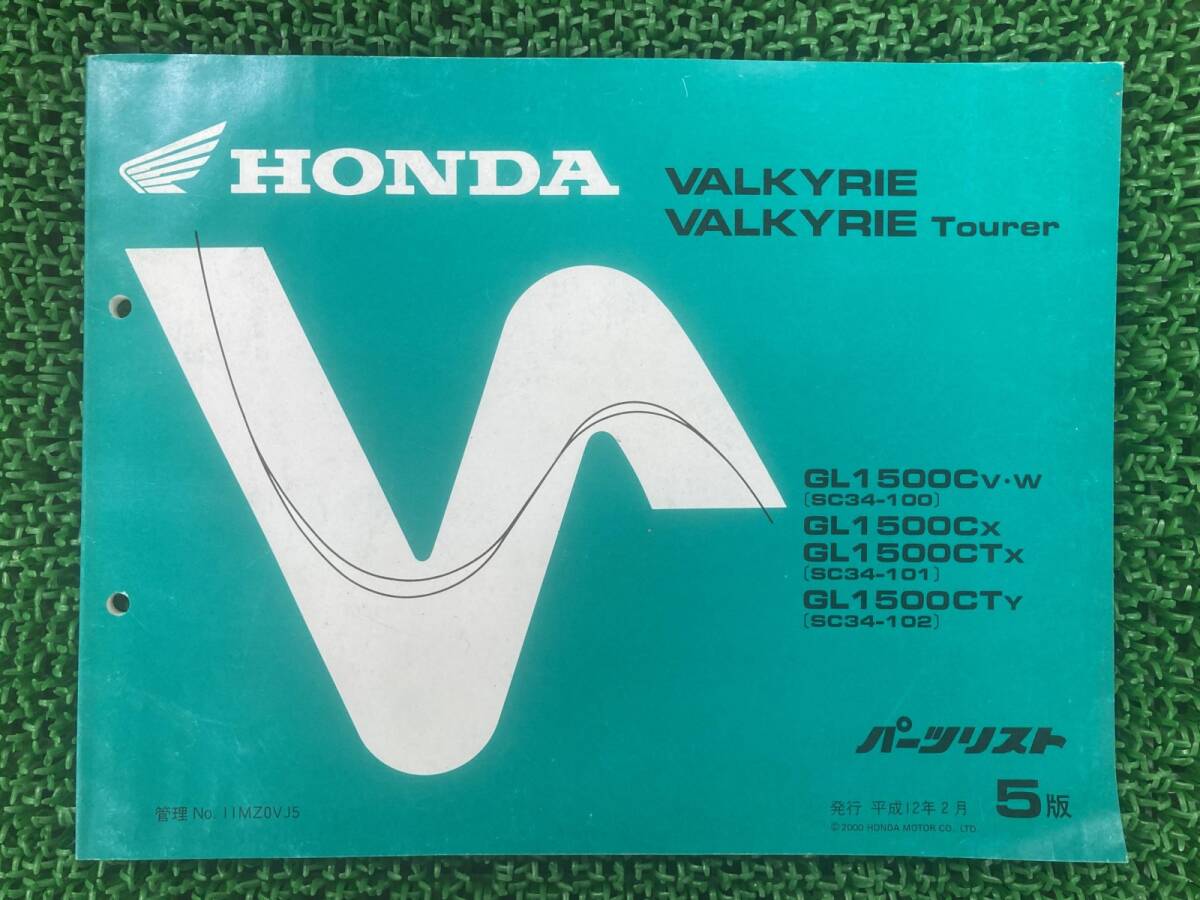 HONDA
VALKYRIE
VALKYRIE Tourer
GL1500CV・W
〔SC34-100〕
GL1500CX
GL1500CTX
〔SC34-101〕
GL1500CTY
〔SC34-102〕
パーツリスト
管理 No. 11MZ0VJ5
発行 平成12年2月 5版
©2000 HONDA MOTOR CO., LTD.